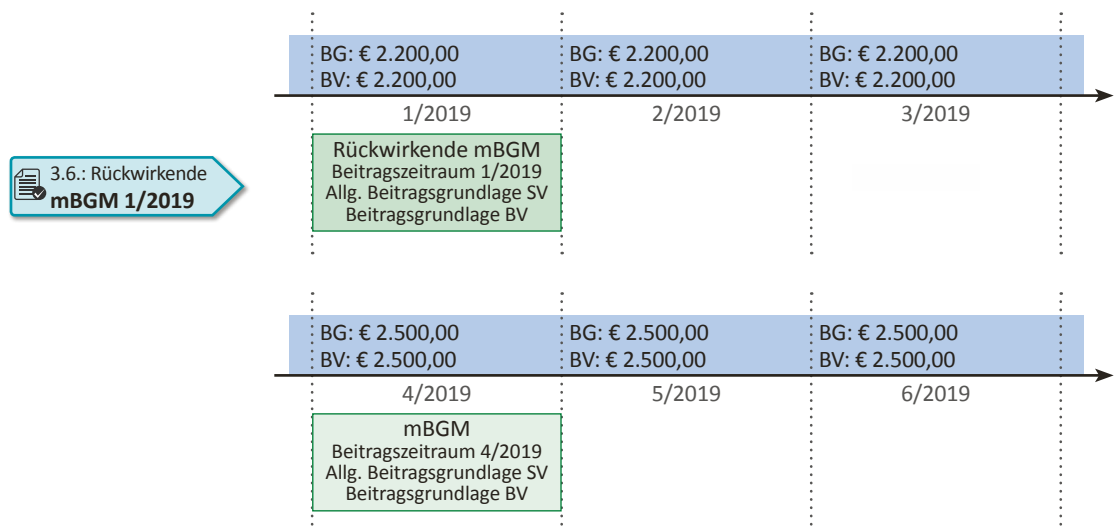 BG: € 2.200,00
BV: € 2.200,00
BG: € 2.200,00
BV: € 2.200,00
BG: € 2.200,00
BV: € 2.200,00
1/2019
2/2019
3/2019
3.6.: Rückwirkende
mBGM 1/2019
Rückwirkende mBGM
Beitragszeitraum 1/2019
Allg. Beitragsgrundlage SV
Beitragsgrundlage BV
BG: € 2.500,00
BV: € 2.500,00
BG: € 2.500,00
BV: € 2.500,00
BG: € 2.500,00
BV: € 2.500,00
4/2019
5/2019
6/2019
mBGM
Beitragszeitraum 4/2019
Allg. Beitragsgrundlage SV
Beitragsgrundlage BV